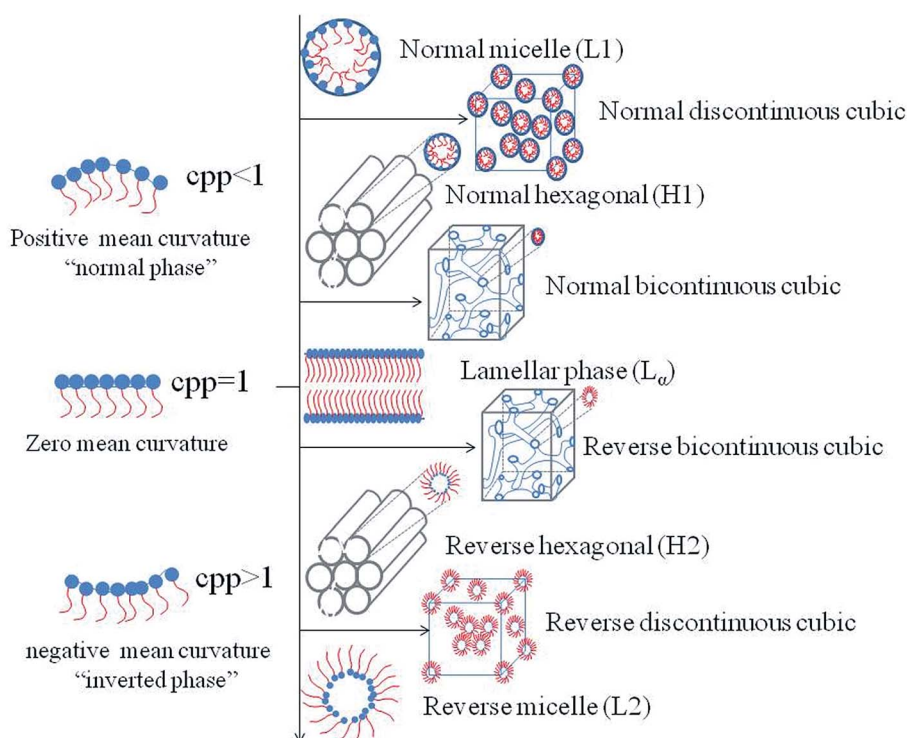 Normal micelle (L1)
Normal discontinuous cubic
cpp<1
Positive mean curvature
“normal phase”
Normal hexagonal (H1)
Normal bicontinuous cubic
Lamellar phase (Lα)
cpp=1
Zero mean curvature
Reverse bicontinuous cubic
Reverse hexagonal (H2)
cpp>1
negative mean curvature
“inverted phase”
Reverse discontinuous cubic
Reverse micelle (L2)